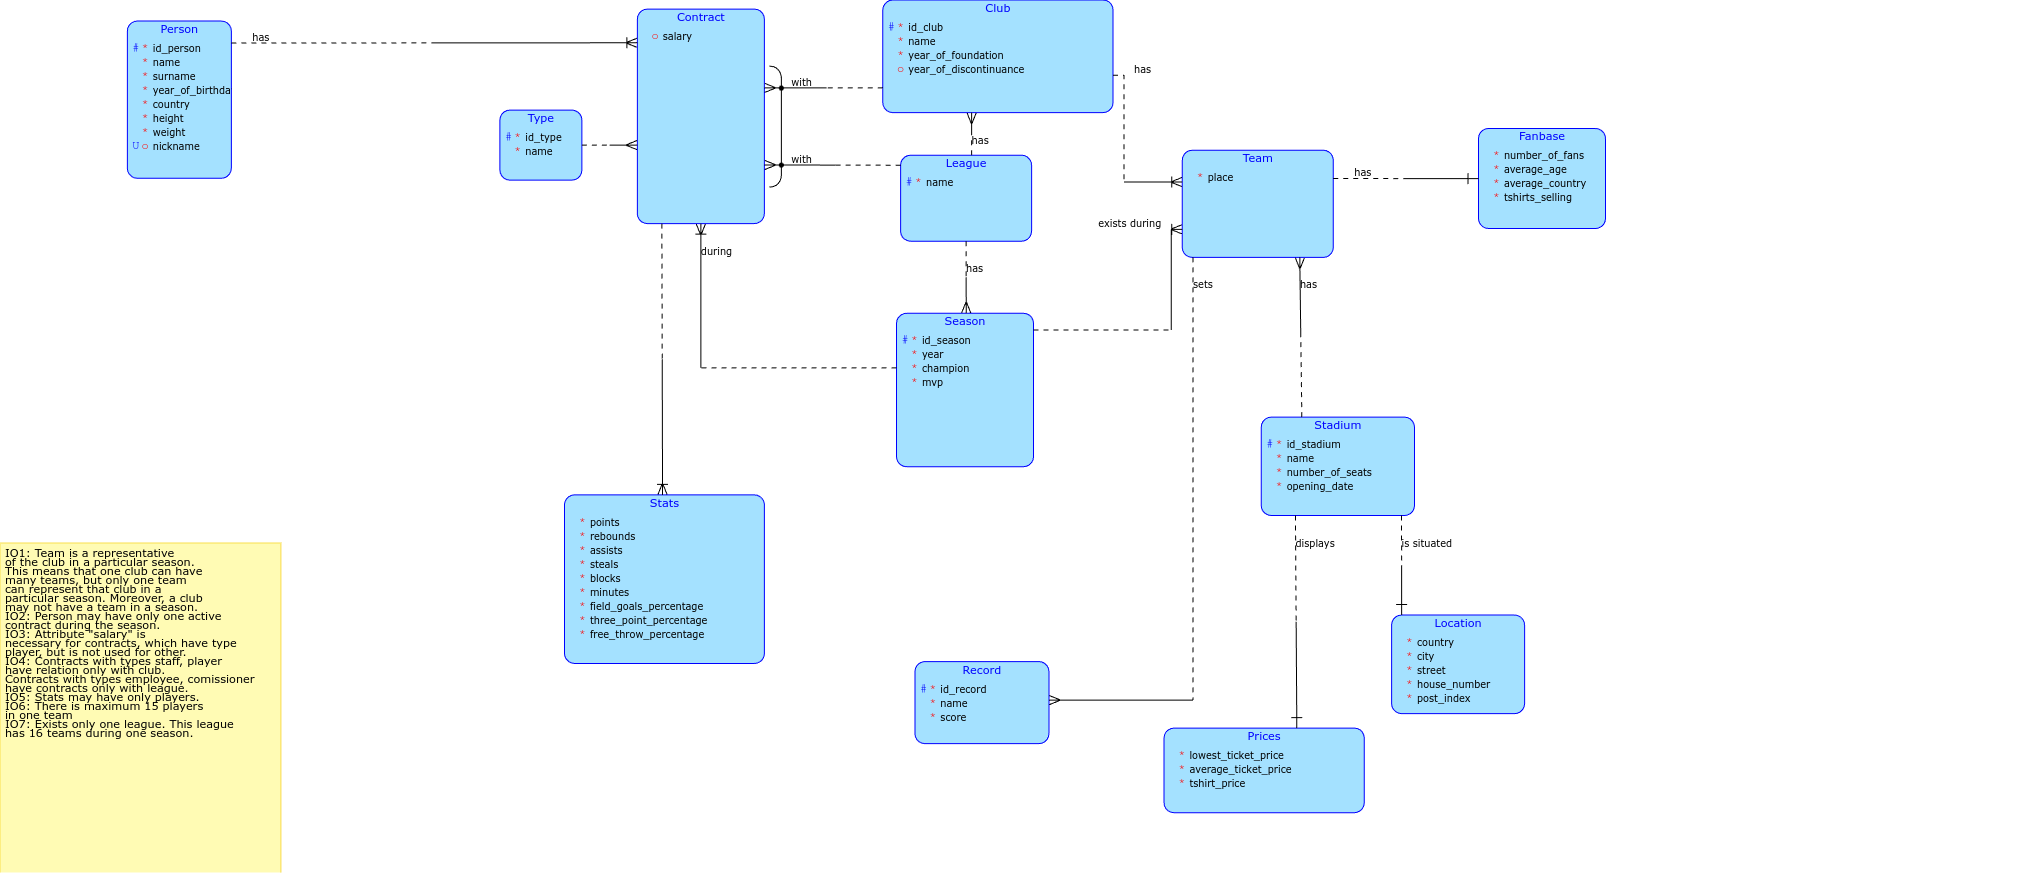 Person
# * id_person
* name
* surname
* year_of_birthda
* country
* height
* weight
U o nickname
has
Contract
o salary
Type
# * id_type
* name
with
with
Club
# * id_club
* name
* year_of_foundation
o year_of_discontinuance
has
has
League
# * name
has
during
Season
# * id_season
* year
* champion
* mvp
exists during
Team
* place
has
Fanbase
* number_of_fans
* average_age
* average_country
* tshirts_selling
sets
has
Stadium
# * id_stadium
* name
* number_of_seats
* opening_date
displays
is situated
Stats
* points
* rebounds
* assists
* steals
* blocks
* minutes
* field_goals_percentage
* three_point_percentage
* free_throw_percentage
Location
* country
* city
* street
* house_number
* post_index
Record
# * id_record
* name
* score
Prices
* lowest_ticket_price
* average_ticket_price
* tshirt_price
IO1: Team is a representative
of the club in a particular season.
This means that one club can have
many teams, but only one team
can represent that club in a
particular season. Moreover, a club
may not have a team in a season.
IO2: Person may have only one active
contract during the season.
IO3: Attribute "salary" is
necessary for contracts, which have type
player, but is not used for other.
IO4: Contracts with types staff, player
have relation only with club.
Contracts with types employee, comissioner
have contracts only with league.
IO5: Stats may have only players.
IO6: There is maximum 15 players
in one team
IO7: Exists only one league. This league
has 16 teams during one season.